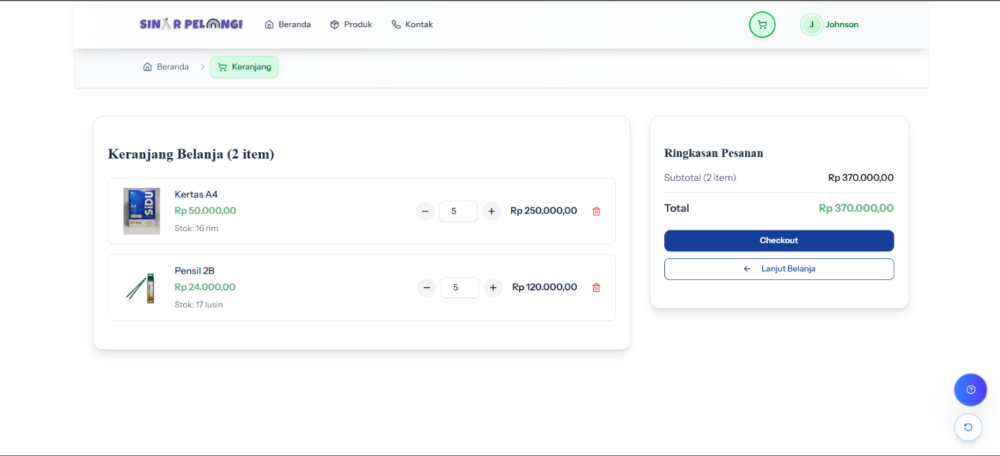 SINAR PELANGI
Beranda
Produk
Kontak
J
Johnson
Beranda
Keranjang
Keranjang Belanja (2 item)
SiDU
A4
Kertas A4
Rp 50.000,00
Stok: 16 rim
5
Rp 250.000,00
Pensil 2B
Rp 24.000,00
Stok: 17 lusin
5
Rp 120.000,00
Ringkasan Pesanan
Subtotal (2 item) Rp 370.000,00
Total Rp 370.000,00
Checkout
Lanjut Belanja